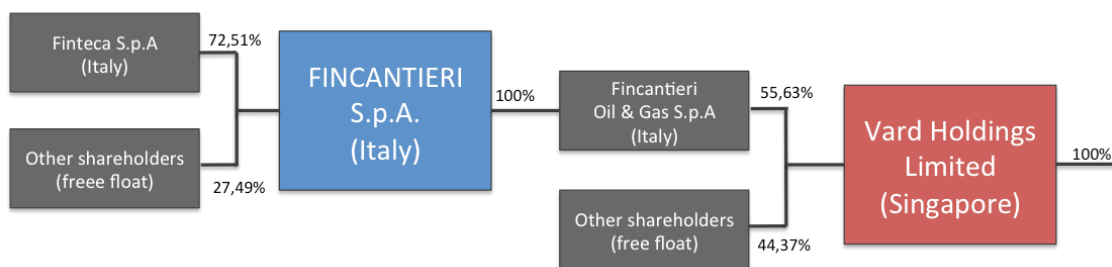 Finteca S.p.A
(Italy)
72,51%
Other shareholders
(freee float)
27,49%
FINCANTIERI
S.p.A.
(Italy)
100%
Fincantieri
Oil & Gas S.p.A
(Italy)
55,63%
Other shareholders
(free float)
44,37%
Vard Holdings
Limited
(Singapore)
100%